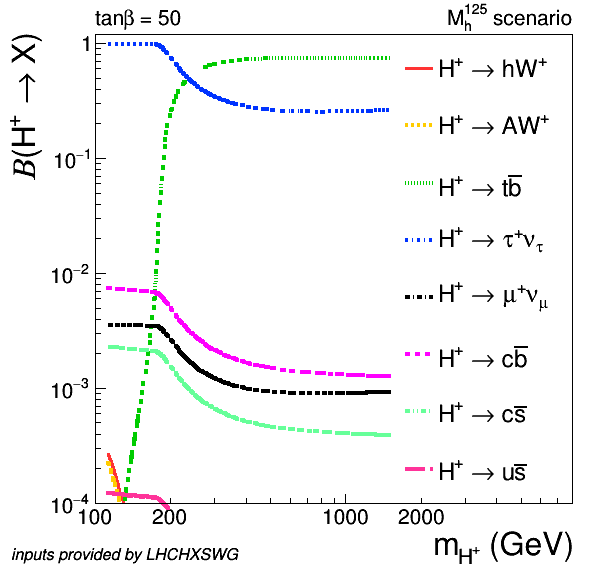 tanβ = 50
M_h^125 scenario
B(H⁺ → X)
1
10⁻¹
10⁻²
10⁻³
10⁻⁴
H⁺ → hW⁺
H⁺ → AW⁺
H⁺ → tb̅
H⁺ → τ⁺ν_τ
H⁺ → μ⁺ν_μ
H⁺ → cb̅
H⁺ → cs̅
H⁺ → us̅
100 200 1000 2000
m_H⁺ (GeV)
inputs provided by LHCHXSWG